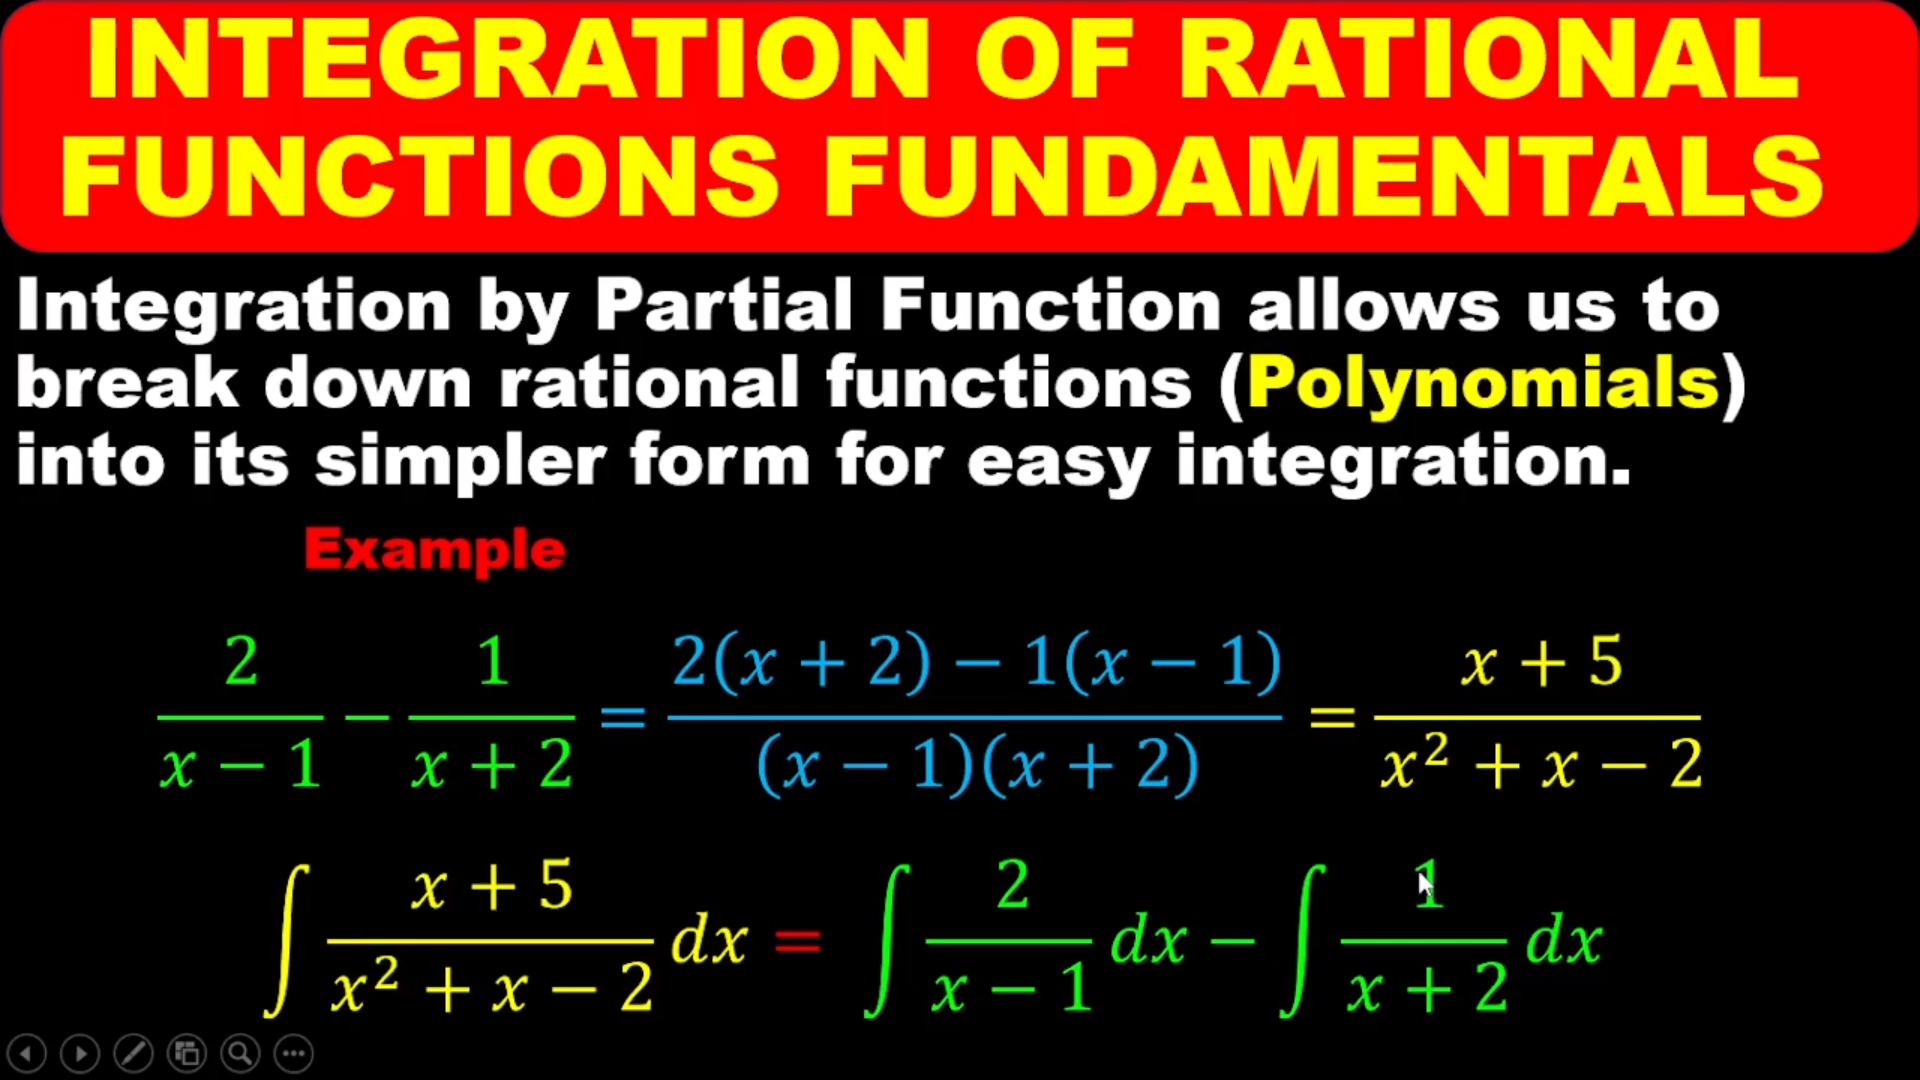 INTEGRATION OF RATIONAL
FUNCTIONS FUNDAMENTALS
Integration by Partial Function allows us to
break down rational functions (Polynomials)
into its simpler form for easy integration.
Example
2/(x − 1) − 1/(x + 2) = (2(x + 2) − 1(x − 1))/((x − 1)(x + 2)) = (x + 5)/(x² + x − 2)
∫ (x + 5)/(x² + x − 2) dx = ∫ 2/(x − 1) dx − ∫ 1/(x + 2) dx